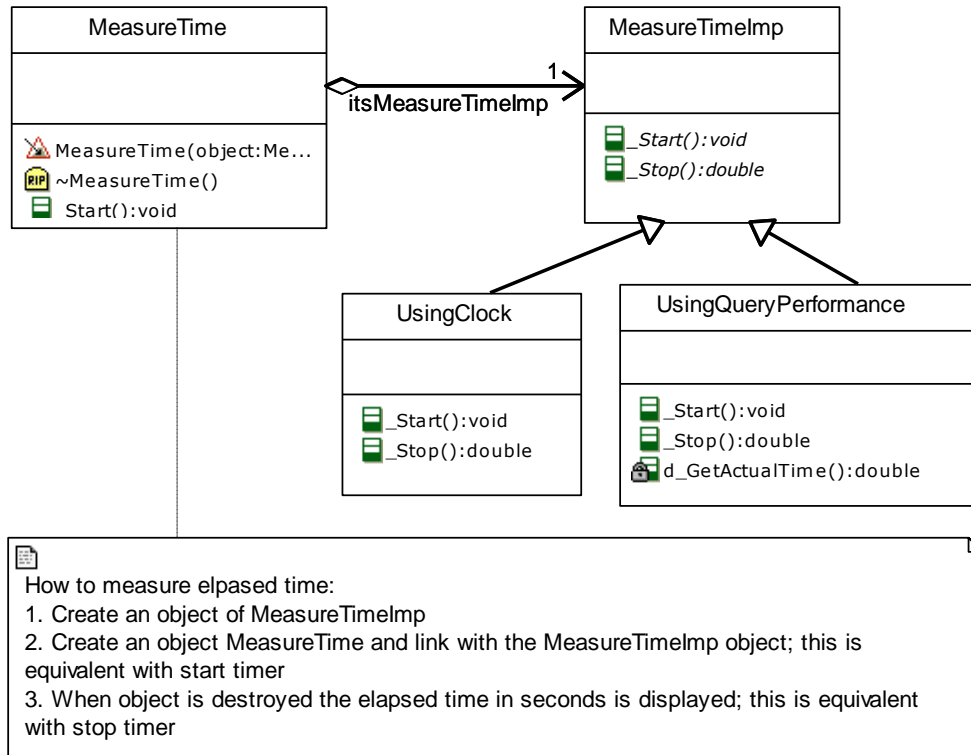 MeasureTime
MeasureTimeImp
1
itsMeasureTimeImp
MeasureTime(object:Me...
RIP ~MeasureTime()
_Start():void
_Start():void
_Stop():double
UsingClock
_Start():void
_Stop():double
UsingQueryPerformance
_Start():void
_Stop():double
d_GetActualTime():double
How to measure elpased time:
1. Create an object of MeasureTimeImp
2. Create an object MeasureTime and link with the MeasureTimeImp object; this is
equivalent with start timer
3. When object is destroyed the elapsed time in seconds is displayed; this is equivalent
with stop timer